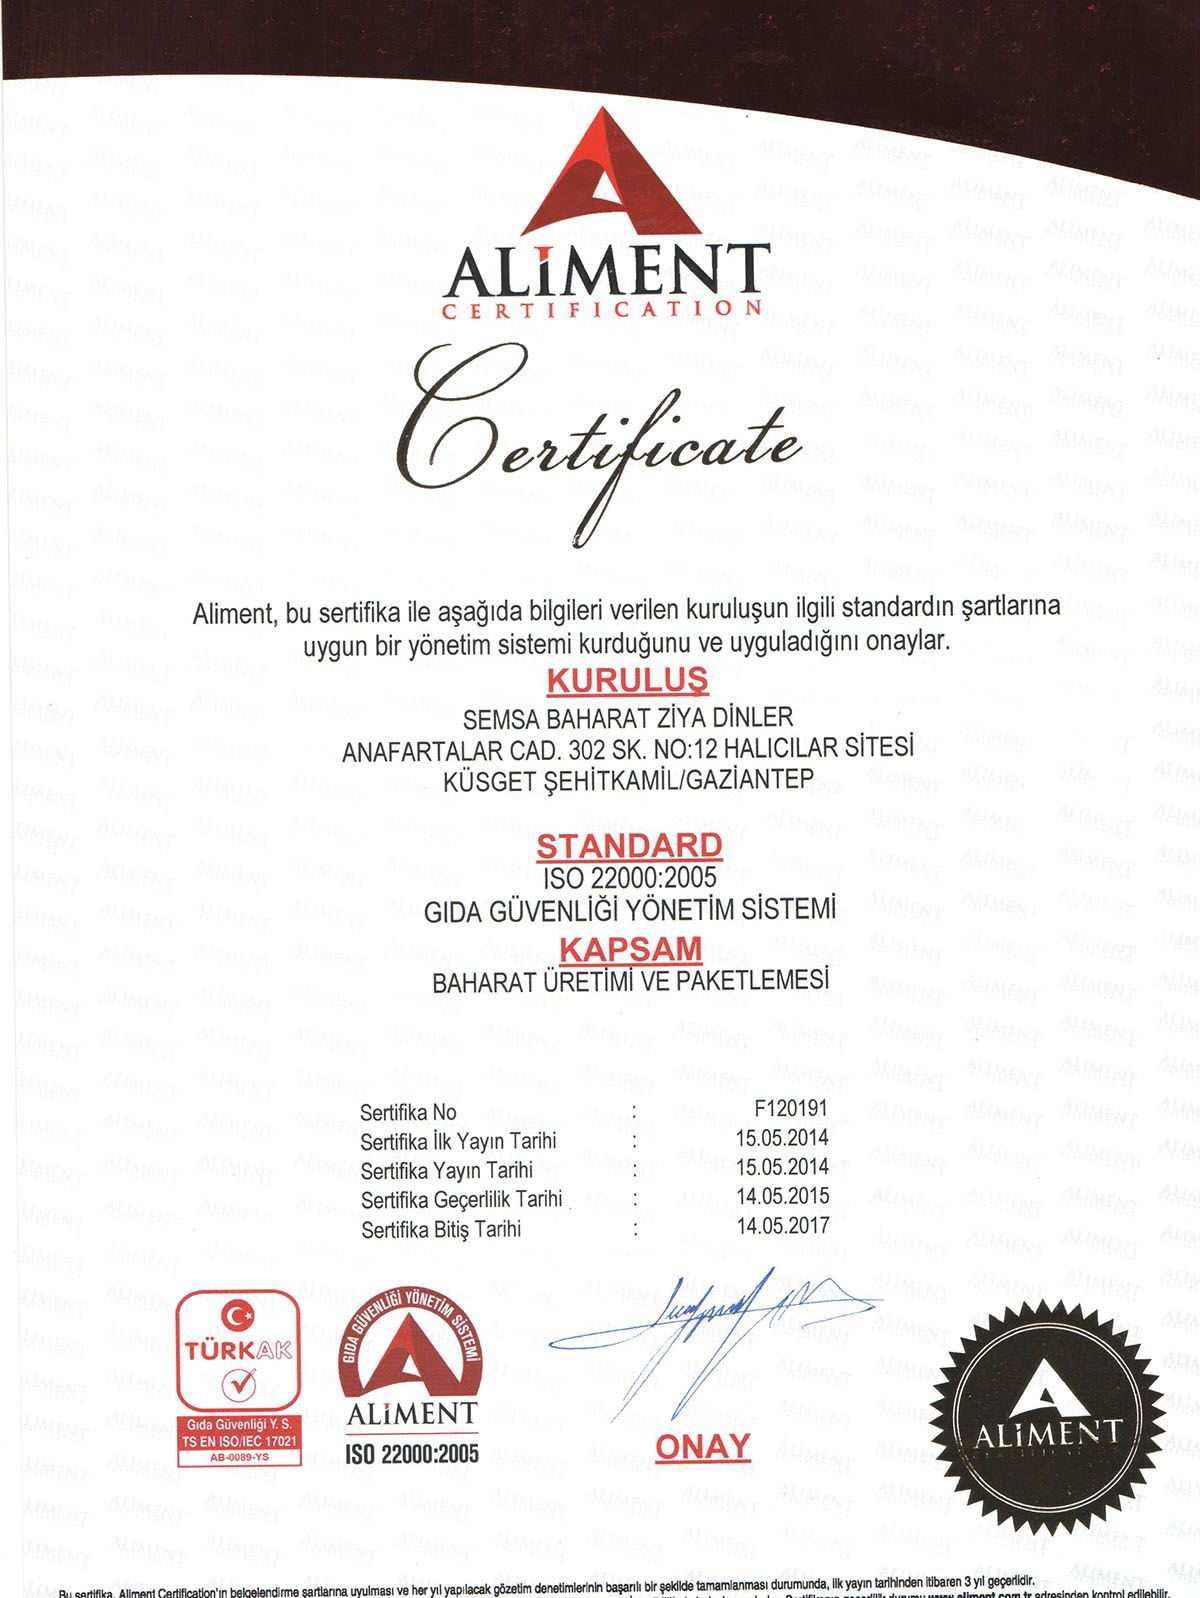 ALiMENT
CERTIFICATION
Certificate
Aliment, bu sertifika ile aşağıda bilgileri verilen kuruluşun ilgili standardın şartlarına
uygun bir yönetim sistemi kurduğunu ve uyguladığını onaylar.
KURULUŞ
SEMSA BAHARAT ZİYA DİNLER
ANAFARTALAR CAD. 302 SK. NO:12 HALICILAR SİTESİ
KÜSGET ŞEHİTKAMİL/GAZİANTEP
STANDARD
ISO 22000:2005
GIDA GÜVENLİĞİ YÖNETİM SİSTEMİ
KAPSAM
BAHARAT ÜRETİMİ VE PAKETLEMESİ
Sertifika No : F120191
Sertifika İlk Yayın Tarihi : 15.05.2014
Sertifika Yayın Tarihi : 15.05.2014
Sertifika Geçerlilik Tarihi : 14.05.2015
Sertifika Bitiş Tarihi : 14.05.2017
TÜRKAK
Gıda Güvenliği Y. S.
TS EN ISO/IEC 17021
AB-0089-YS
GIDA GÜVENLİĞİ YÖNETİM SİSTEMİ
ALiMENT
ISO 22000:2005
ONAY
ALiMENT
Bu sertifika, Aliment Certification'ın belgelendirme şartlarına uyulması ve her yıl yapılacak gözetim denetimlerinin başarılı bir şekilde tamamlanması durumunda, ilk yayın tarihinden itibaren 3 yıl geçerlidir.
www.aliment.com.tr adresinden kontrol edilebilir.